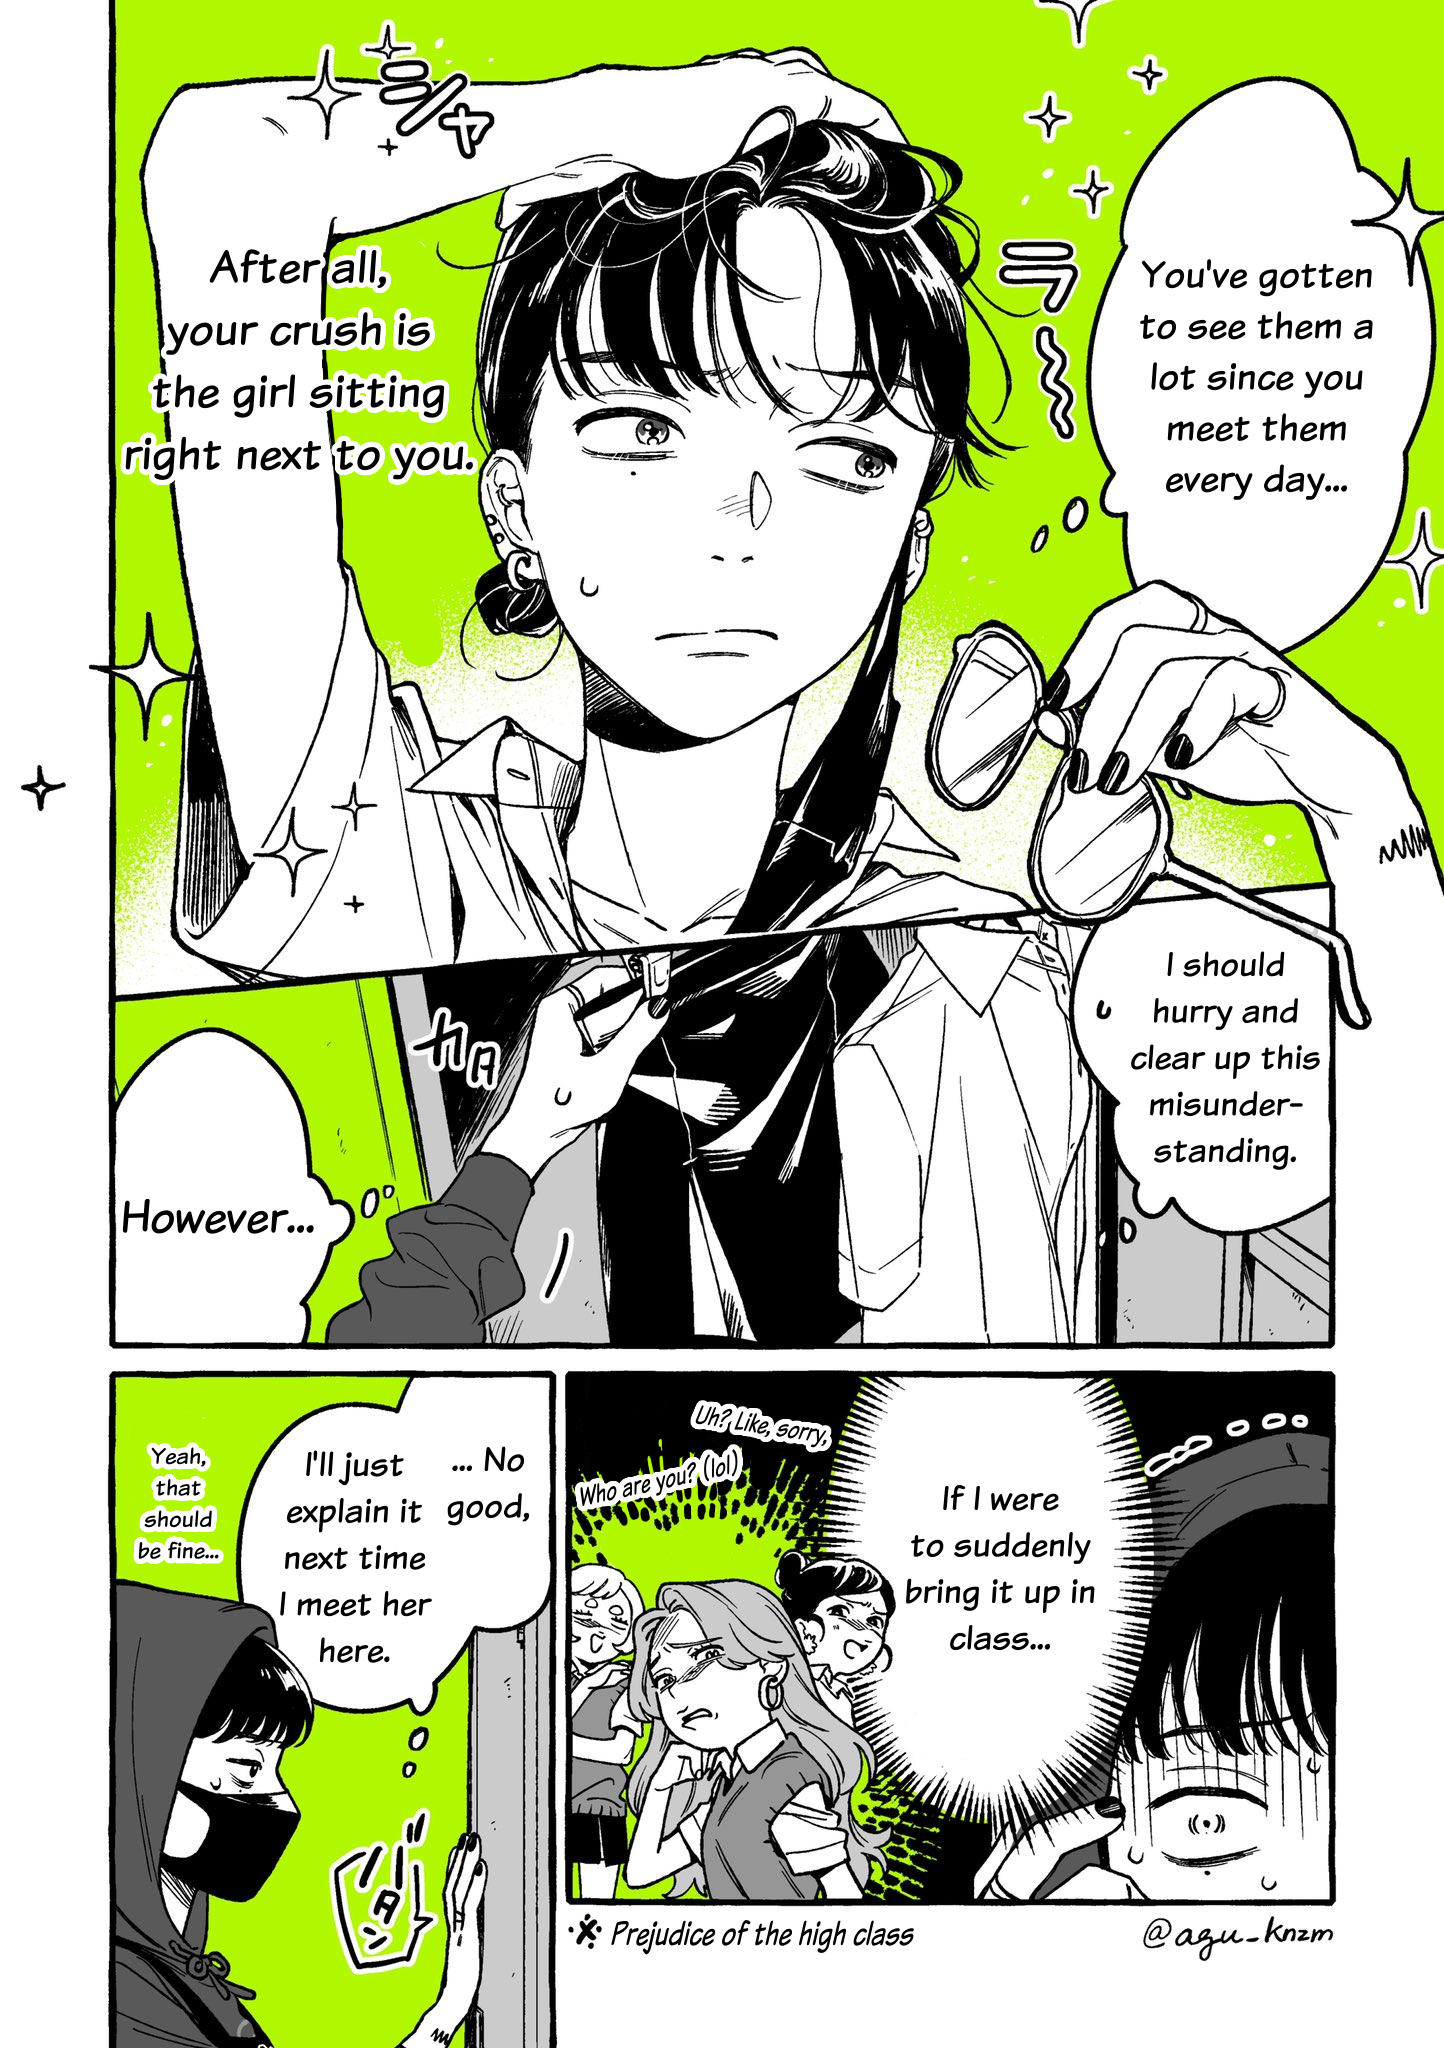 You've gotten
to see them a
lot since you
meet them
every day...
シャ
ラ〜
After all,
your crush is
the girl sitting
right next to you.
I should
hurry and
clear up this
misunder-
standing.
カタ
However...
If I were
to suddenly
bring it up in
class...
Uh? Like, sorry,
Who are you? (lol)
※ Prejudice of the high class
@agu_knzm
... No
good,
I'll just
explain it
next time
I meet her
here.
Yeah,
that
should
be fine...
バタン